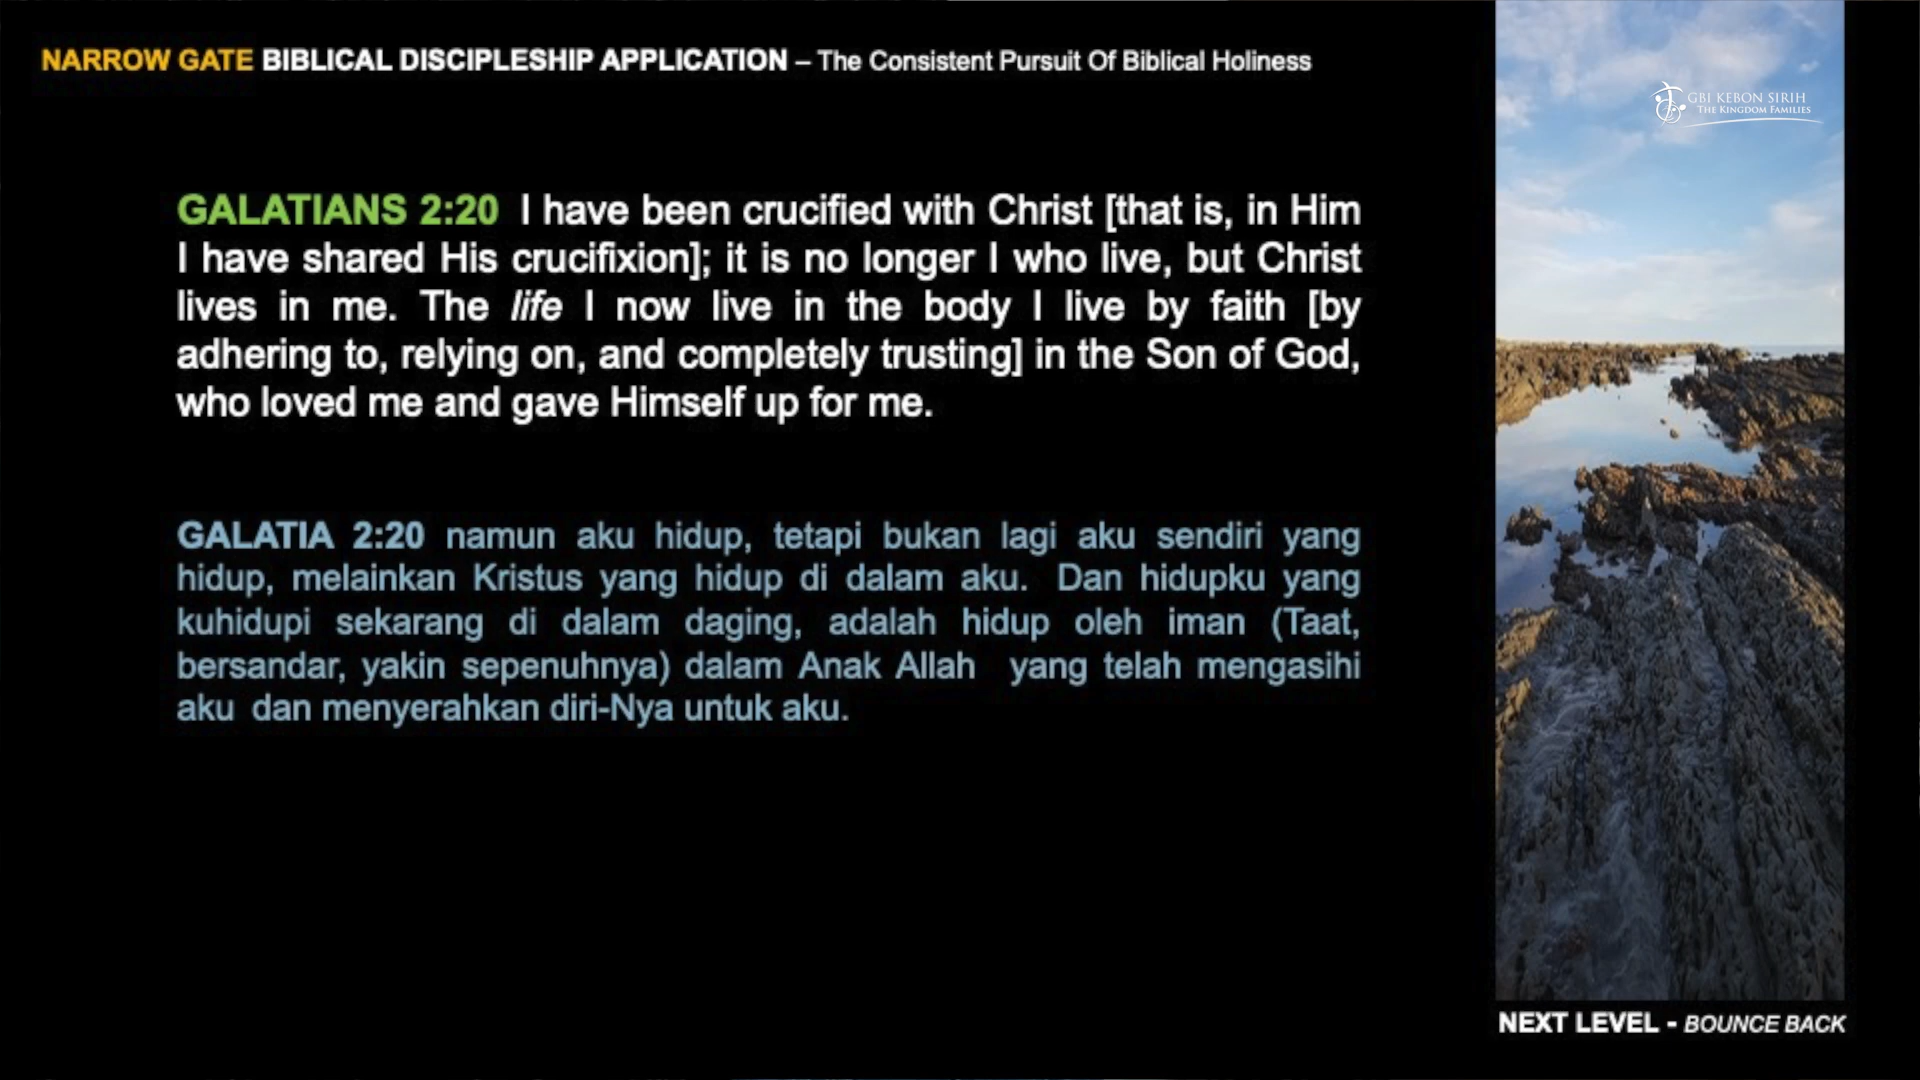 NARROW GATE BIBLICAL DISCIPLESHIP APPLICATION – The Consistent Pursuit Of Biblical Holiness
GBI KEBON SIRIH
THE KINGDOM FAMILIES
GALATIANS 2:20 I have been crucified with Christ [that is, in Him
I have shared His crucifixion]; it is no longer I who live, but Christ
lives in me. The life I now live in the body I live by faith [by
adhering to, relying on, and completely trusting] in the Son of God,
who loved me and gave Himself up for me.
GALATIA 2:20 namun aku hidup, tetapi bukan lagi aku sendiri yang
hidup, melainkan Kristus yang hidup di dalam aku. Dan hidupku yang
kuhidupi sekarang di dalam daging, adalah hidup oleh iman (Taat,
bersandar, yakin sepenuhnya) dalam Anak Allah yang telah mengasihi
aku dan menyerahkan diri-Nya untuk aku.
NEXT LEVEL - BOUNCE BACK